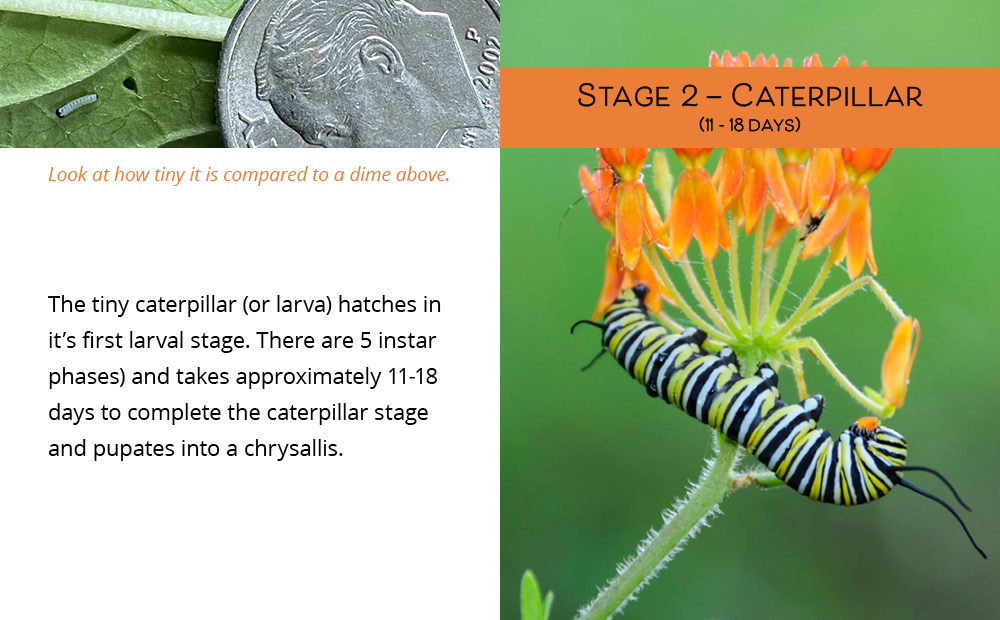 P
2002
STAGE 2 – CATERPILLAR
(11 - 18 DAYS)
Look at how tiny it is compared to a dime above.
The tiny caterpillar (or larva) hatches in
it's first larval stage. There are 5 instar
phases) and takes approximately 11-18
days to complete the caterpillar stage
and pupates into a chrysallis.